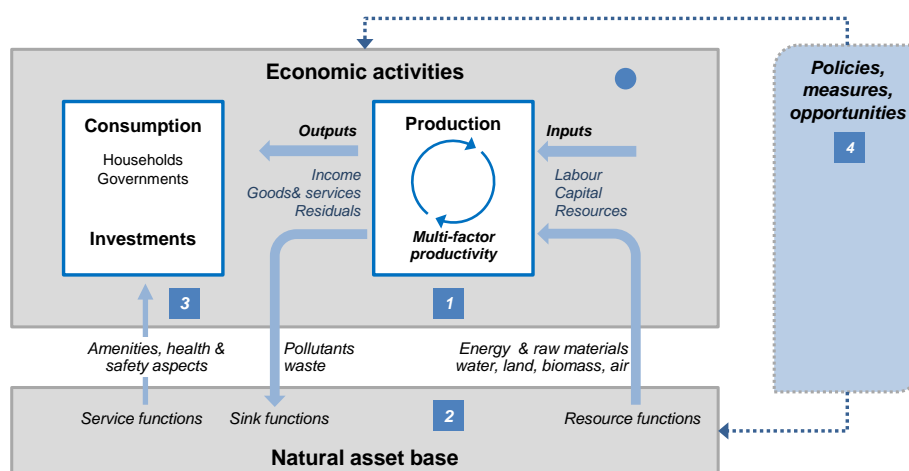 Economic activities
Policies,
measures,
opportunities
4
Consumption
Households
Governments
Investments
Outputs
Income
Goods& services
Residuals
Production
Multi-factor
productivity
Inputs
Labour
Capital
Resources
3
1
Amenities, health &
safety aspects
Pollutants
waste
Energy & raw materials
water, land, biomass, air
Service functions
Sink functions
2
Resource functions
Natural asset base